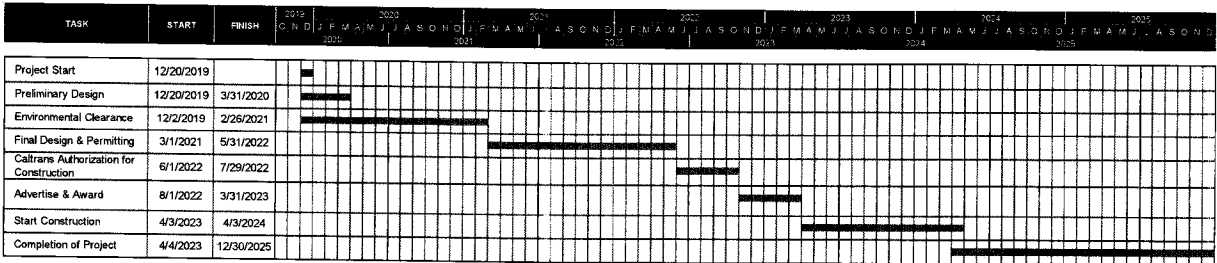 TASK START FINISH 2019 2020 2021 2022 2023 2024 2025
O N D J F M A M J J A S O N D J F M A M J J A S O N D J F M A M J J A S O N D J F M A M J J A S O N D J F M A M J J A S O N D J F M A M J J A S O N D
2020 2021 2022 2023 2024 2025
Project Start 12/20/2019
Preliminary Design 12/20/2019 3/31/2020
Environmental Clearance 12/2/2019 2/26/2021
Final Design & Permitting 3/1/2021 5/31/2022
Caltrans Authorization for
Construction 6/1/2022 7/29/2022
Advertise & Award 8/1/2022 3/31/2023
Start Construction 4/3/2023 4/3/2024
Completion of Project 4/4/2023 12/30/2025